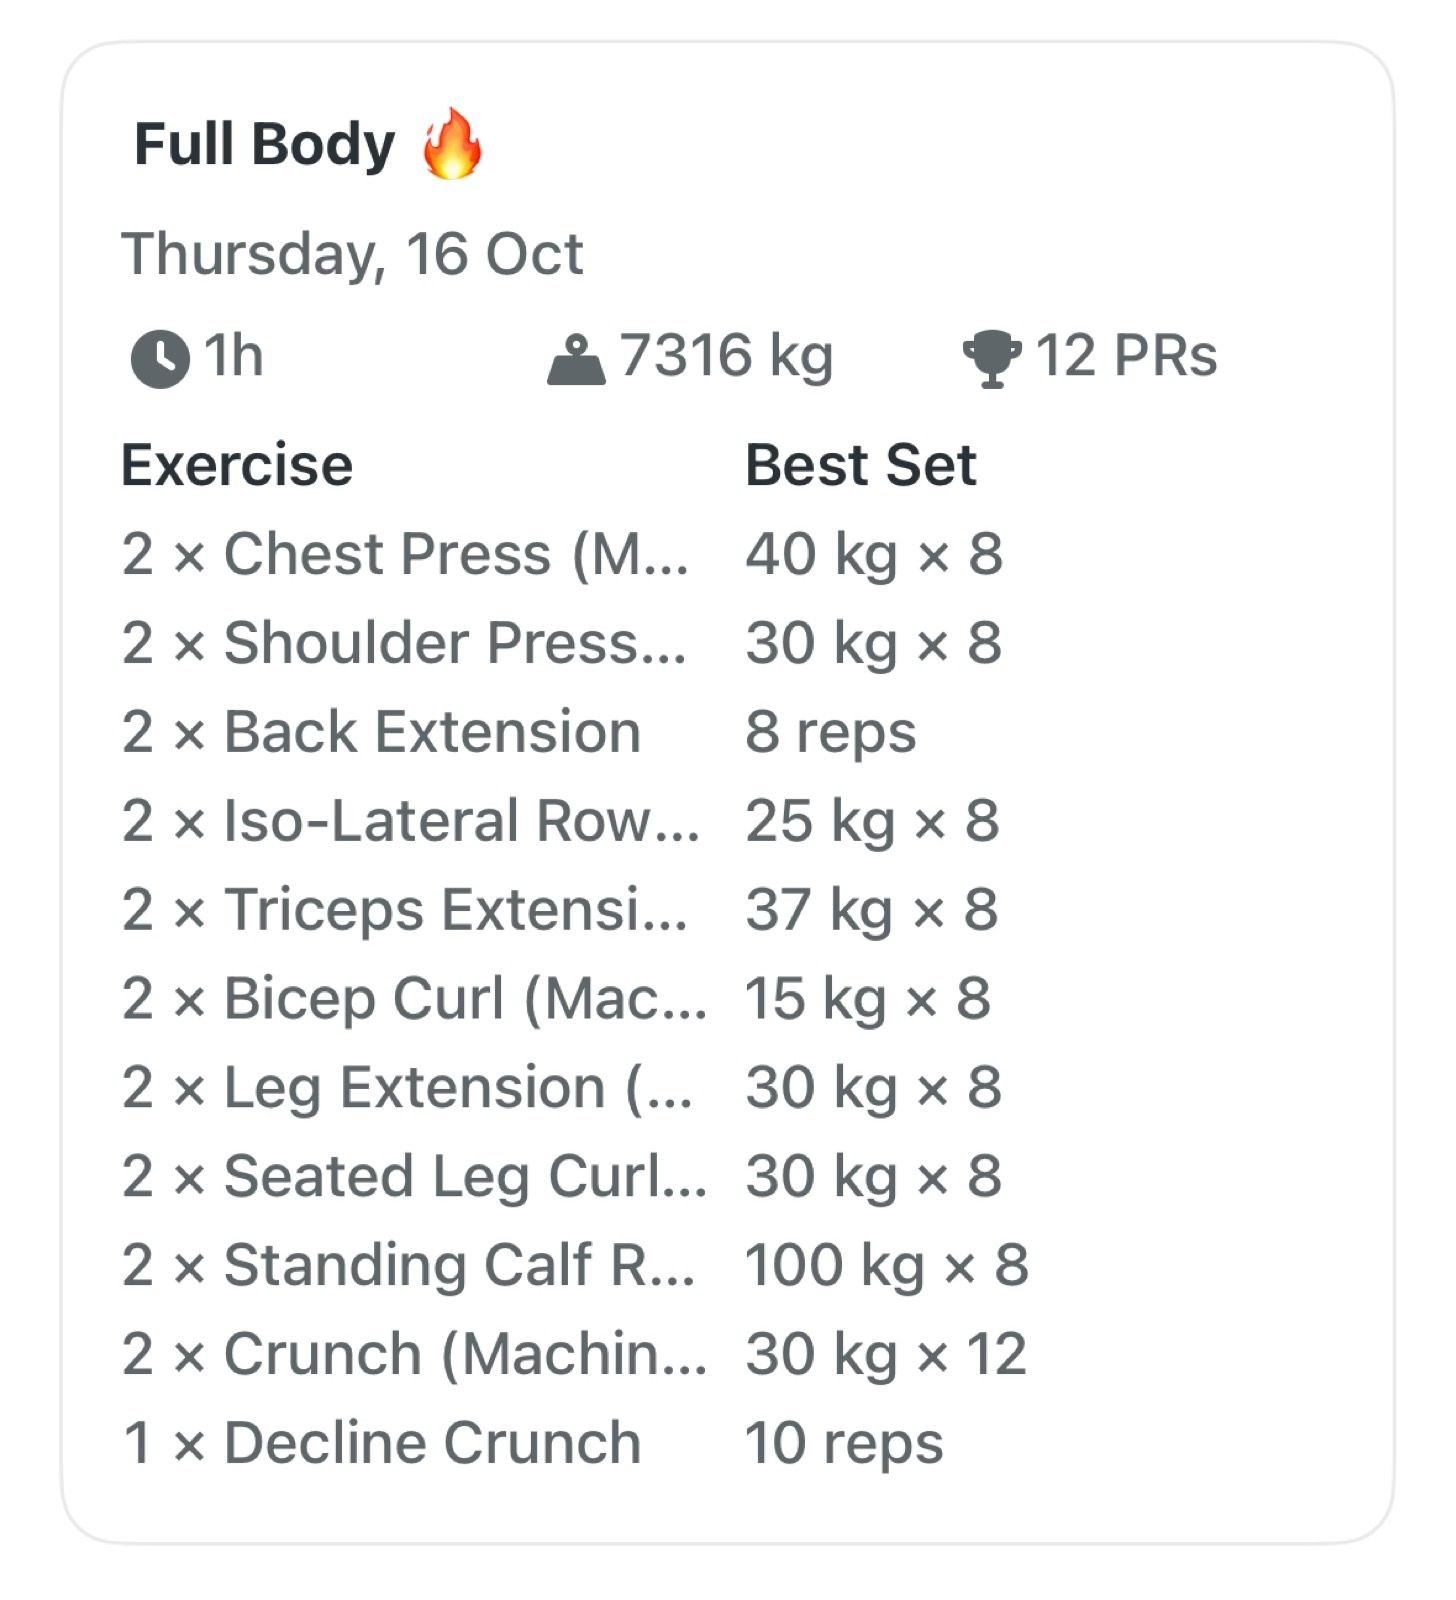 Full Body 🔥
Thursday, 16 Oct
1h 7316 kg 12 PRs
Exercise Best Set
2 × Chest Press (M... 40 kg × 8
2 × Shoulder Press... 30 kg × 8
2 × Back Extension 8 reps
2 × Iso-Lateral Row... 25 kg × 8
2 × Triceps Extensi... 37 kg × 8
2 × Bicep Curl (Mac... 15 kg × 8
2 × Leg Extension (... 30 kg × 8
2 × Seated Leg Curl... 30 kg × 8
2 × Standing Calf R... 100 kg × 8
2 × Crunch (Machin... 30 kg × 12
1 × Decline Crunch 10 reps